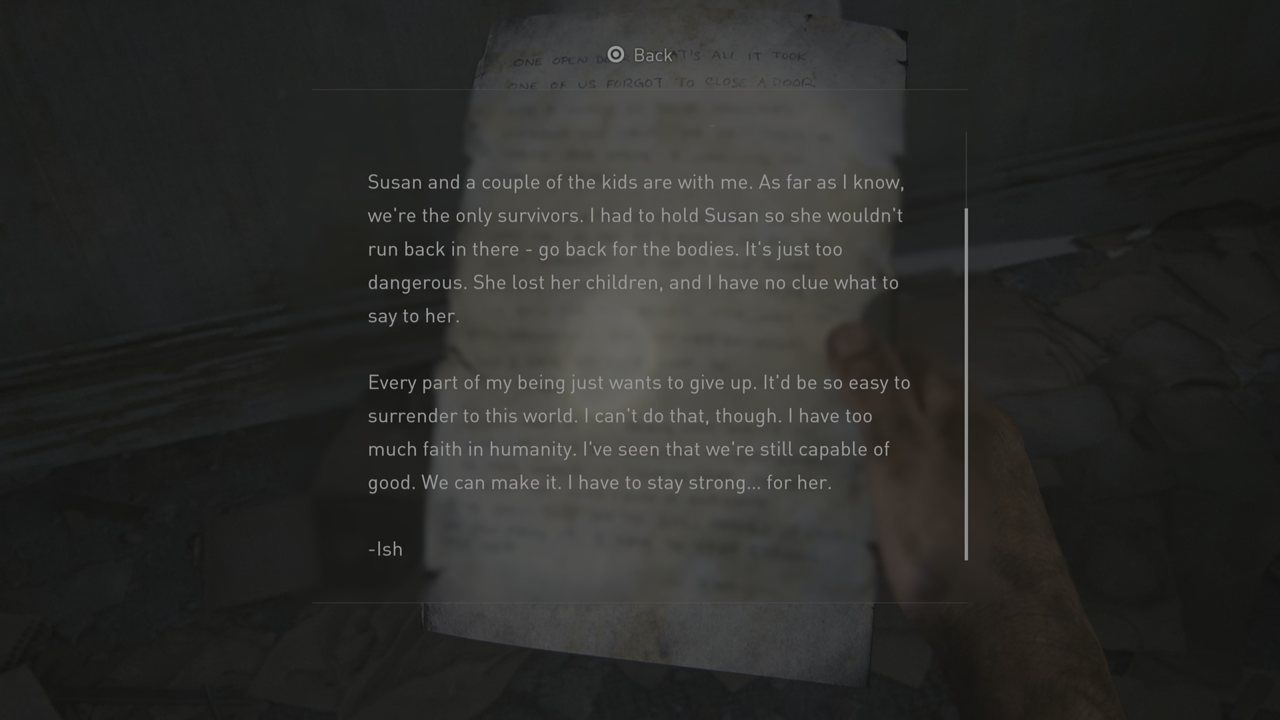 Back
ONE OPEN AT'S ALL IT TOOK
ONE OF US FORGOT TO CLOSE A DOOR
Susan and a couple of the kids are with me. As far as I know,
we're the only survivors. I had to hold Susan so she wouldn't
run back in there - go back for the bodies. It's just too
dangerous. She lost her children, and I have no clue what to
say to her.
Every part of my being just wants to give up. It'd be so easy to
surrender to this world. I can't do that, though. I have too
much faith in humanity. I've seen that we're still capable of
good. We can make it. I have to stay strong... for her.
-Ish